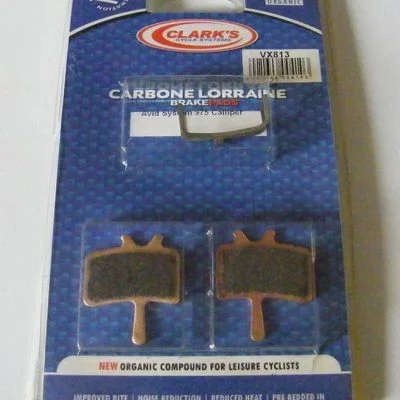 ORGANIC
CLARK'S
CYCLE SYSTEMS
VX813
CARBONE LORRAINE
BRAKE PADS
Avid System 975 Caliper
NEW ORGANIC COMPOUND FOR LEISURE CYCLISTS
IMPROVED BITE | NOISE REDUCTION | REDUCED HEAT | PRE BEDDED IN